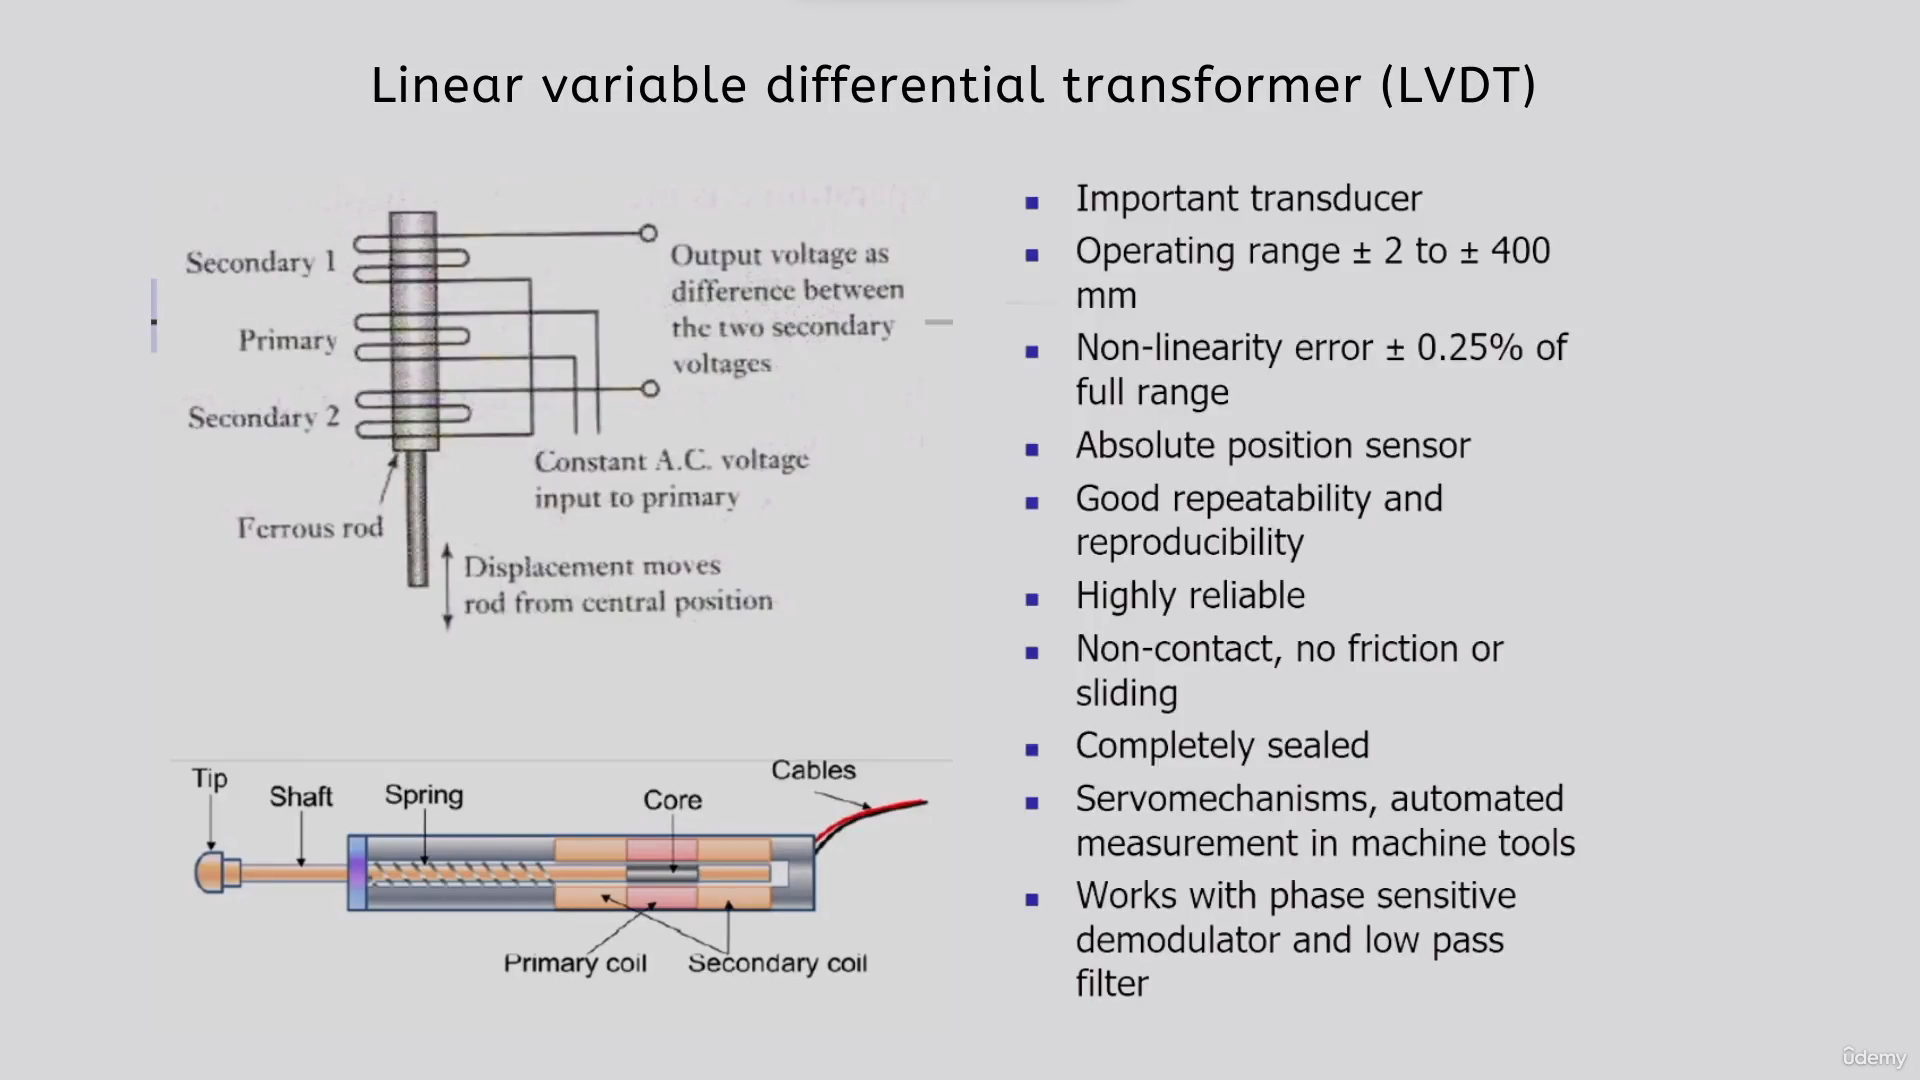 Linear variable differential transformer (LVDT)
Secondary 1
Primary
Secondary 2
Ferrous rod
Output voltage as
difference between
the two secondary
voltages
Constant A.C. voltage
input to primary
Displacement moves
rod from central position
Tip
Shaft
Spring
Core
Cables
Primary coil
Secondary coil
▪ Important transducer
▪ Operating range ± 2 to ± 400
mm
▪ Non-linearity error ± 0.25% of
full range
▪ Absolute position sensor
▪ Good repeatability and
reproducibility
▪ Highly reliable
▪ Non-contact, no friction or
sliding
▪ Completely sealed
▪ Servomechanisms, automated
measurement in machine tools
▪ Works with phase sensitive
demodulator and low pass
filter
ûdemy